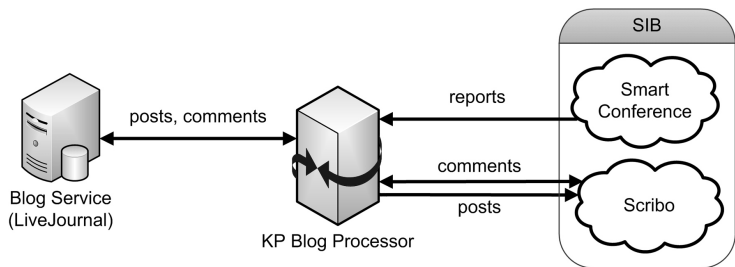 SIB
Smart
Conference
reports
posts, comments
comments
Scribo
posts
Blog Service
(LiveJournal)
KP Blog Processor